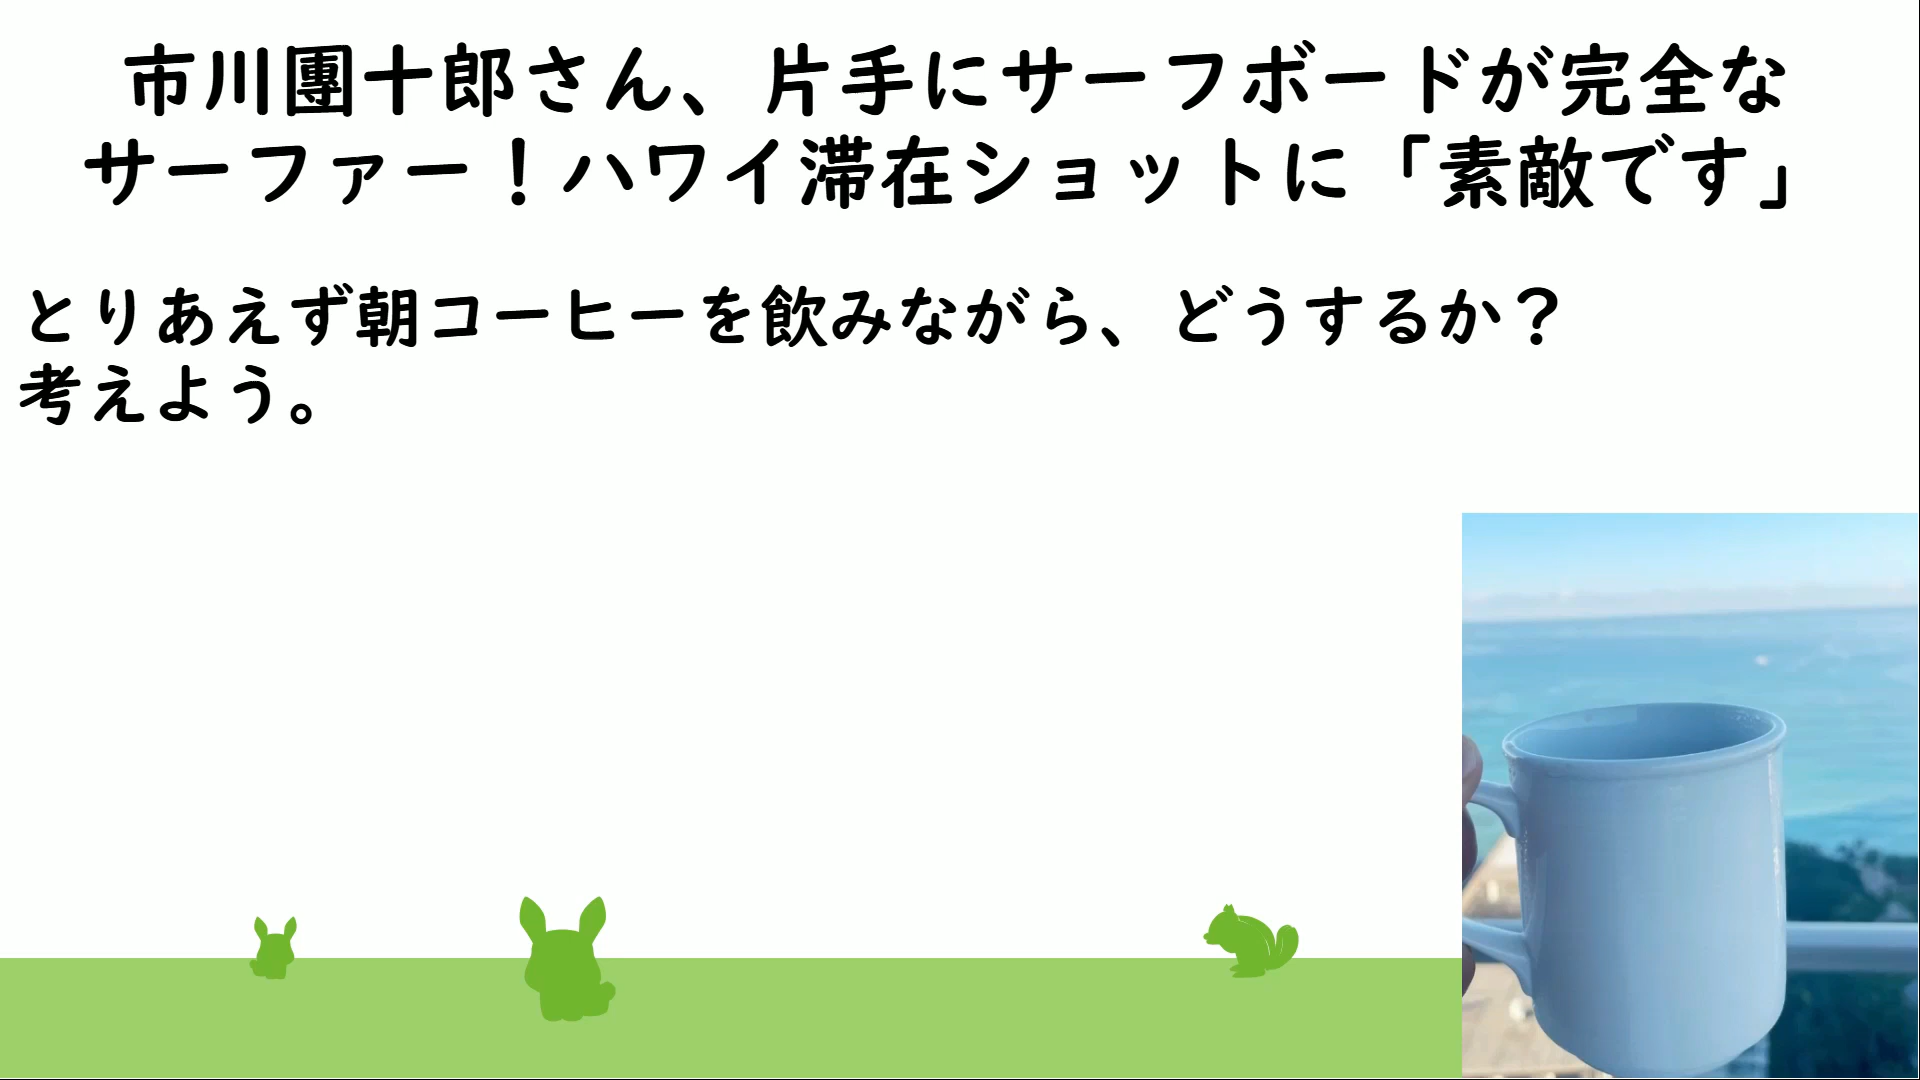 市川團十郎さん、片手にサーフボードが完全な
サーファー！ハワイ滞在ショットに「素敵です」
とりあえず朝コーヒーを飲みながら、どうするか？
考えよう。